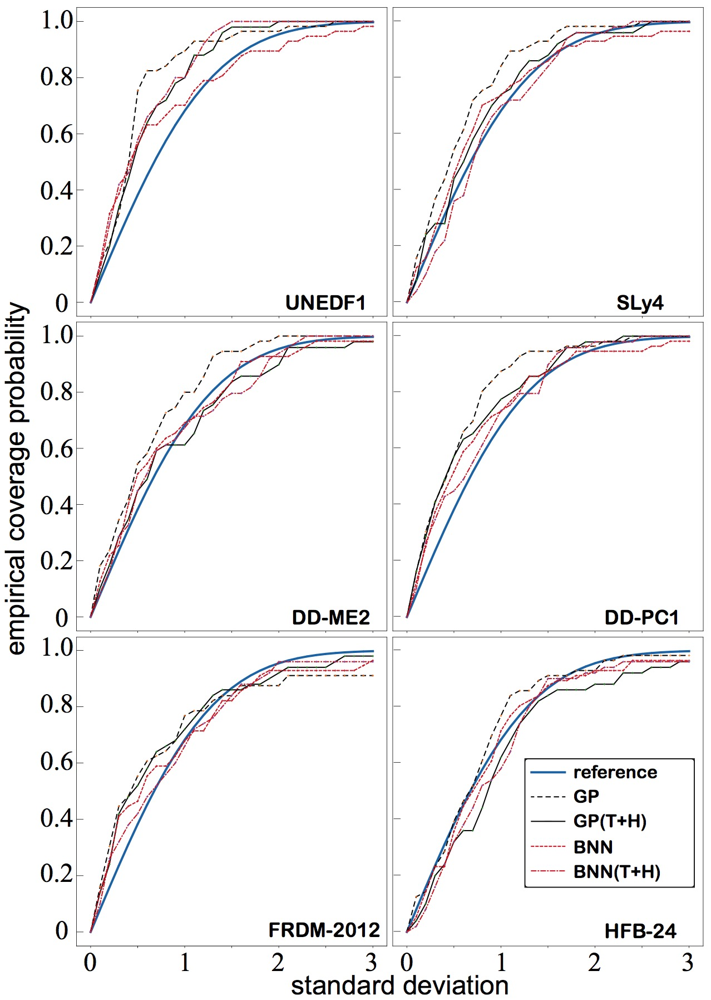 1.0
0.8
0.6
0.4
0.2
0
UNEDF1
SLy4
1.0
0.8
0.6
0.4
0.2
0
DD-ME2
DD-PC1
1.0
0.8
0.6
0.4
0.2
0
FRDM-2012
reference
GP
GP(T+H)
BNN
BNN(T+H)
HFB-24
0 1 2 3 0 1 2 3
standard deviation
empirical coverage probability